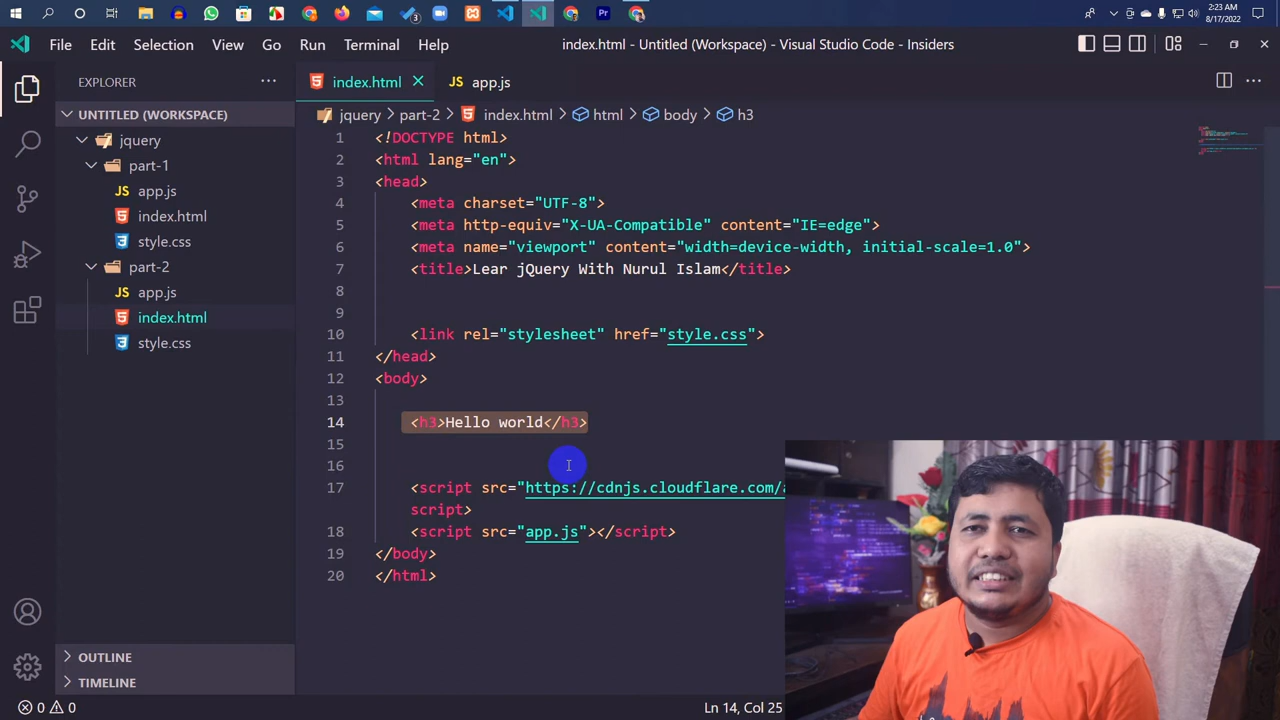 3
2:23 AM
8/17/2022
File Edit Selection View Go Run Terminal Help
index.html - Untitled (Workspace) - Visual Studio Code - Insiders
EXPLORER
index.html
JS app.js
UNTITLED (WORKSPACE)
jquery
part-1
JS app.js
index.html
style.css
part-2
JS app.js
index.html
style.css
OUTLINE
TIMELINE
jquery > part-2 > index.html > html > body > h3
1 <!DOCTYPE html>
2 <html lang="en">
3 <head>
4 <meta charset="UTF-8">
5 <meta http-equiv="X-UA-Compatible" content="IE=edge">
6 <meta name="viewport" content="width=device-width, initial-scale=1.0">
7 <title>Lear jQuery With Nurul Islam</title>
8
9
10 <link rel="stylesheet" href="style.css">
11 </head>
12 <body>
13
14 <h3>Hello world</h3>
15
16
17 <script src="https://cdnjs.cloudflare.com/
script>
18 <script src="app.js"></script>
19 </body>
20 </html>
0 0
Ln 14, Col 25